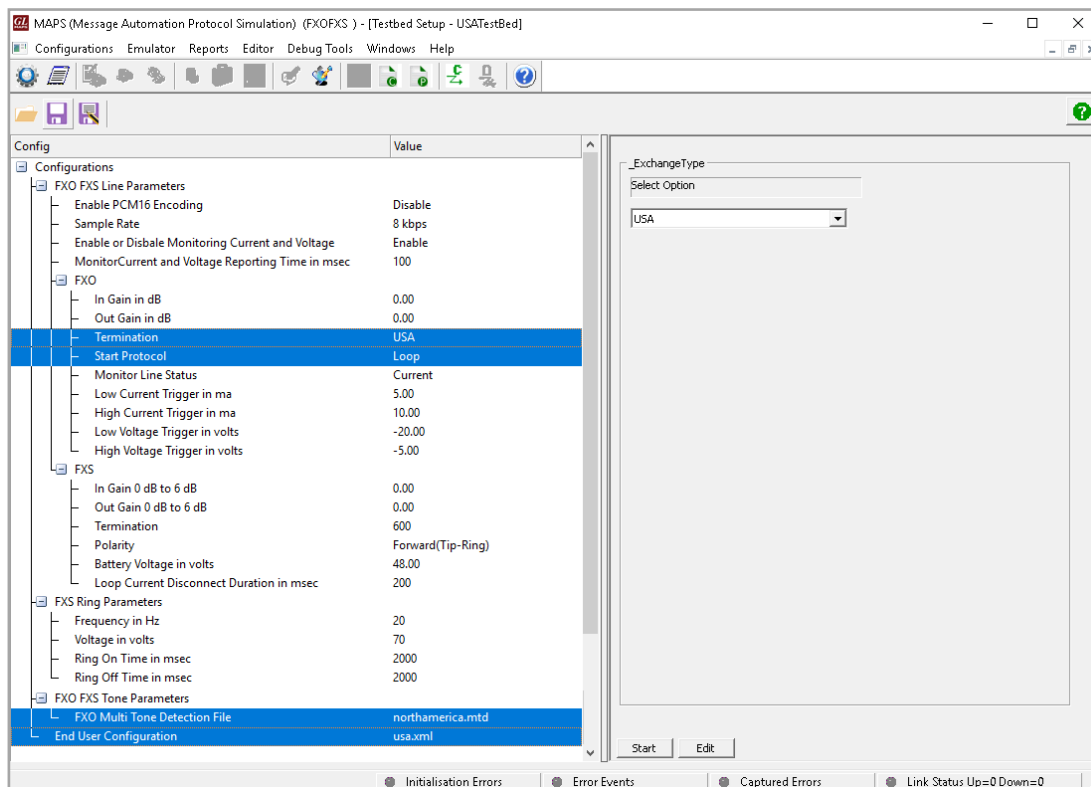 GL MAPS MAPS (Message Automation Protocol Simulation) (FXOFXS ) - [Testbed Setup - USATestBed]
Configurations Emulator Reports Editor Debug Tools Windows Help
Config Value
Configurations
FXO FXS Line Parameters
Enable PCM16 Encoding Disable
Sample Rate 8 kbps
Enable or Disbale Monitoring Current and Voltage Enable
MonitorCurrent and Voltage Reporting Time in msec 100
FXO
In Gain in dB 0.00
Out Gain in dB 0.00
Termination USA
Start Protocol Loop
Monitor Line Status Current
Low Current Trigger in ma 5.00
High Current Trigger in ma 10.00
Low Voltage Trigger in volts -20.00
High Voltage Trigger in volts -5.00
FXS
In Gain 0 dB to 6 dB 0.00
Out Gain 0 dB to 6 dB 0.00
Termination 600
Polarity Forward(Tip-Ring)
Battery Voltage in volts 48.00
Loop Current Disconnect Duration in msec 200
FXS Ring Parameters
Frequency in Hz 20
Voltage in volts 70
Ring On Time in msec 2000
Ring Off Time in msec 2000
FXO FXS Tone Parameters
FXO Multi Tone Detection File northamerica.mtd
End User Configuration usa.xml
_ExchangeType
Select Option
USA
Start Edit
Initialisation Errors Error Events Captured Errors Link Status Up=0 Down=0